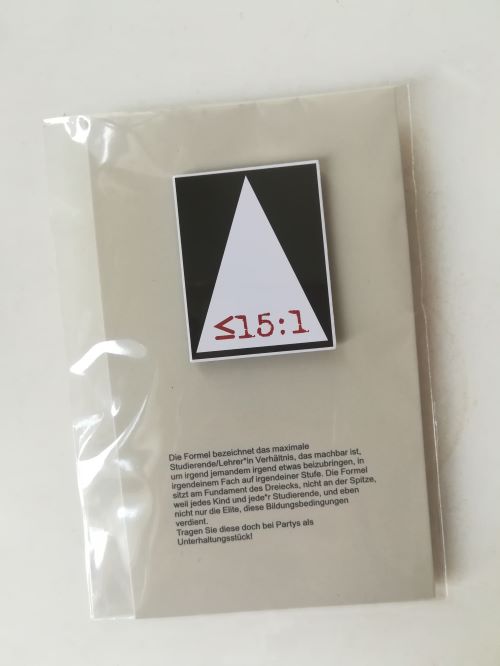 ≤15:1
Die Formel bezeichnet das maximale
Studierende/Lehrer*in Verhältnis, das machbar ist,
um irgend jemandem irgend etwas beizubringen, in
irgendeinem Fach auf irgendeiner Stufe. Die Formel
sitzt am Fundament des Dreiecks, nicht an der Spitze,
weil jedes Kind und jede*r Studierende, und eben
nicht nur die Elite, diese Bildungsbedingungen
verdient.
Tragen Sie diese doch bei Partys als
Unterhaltungsstück!